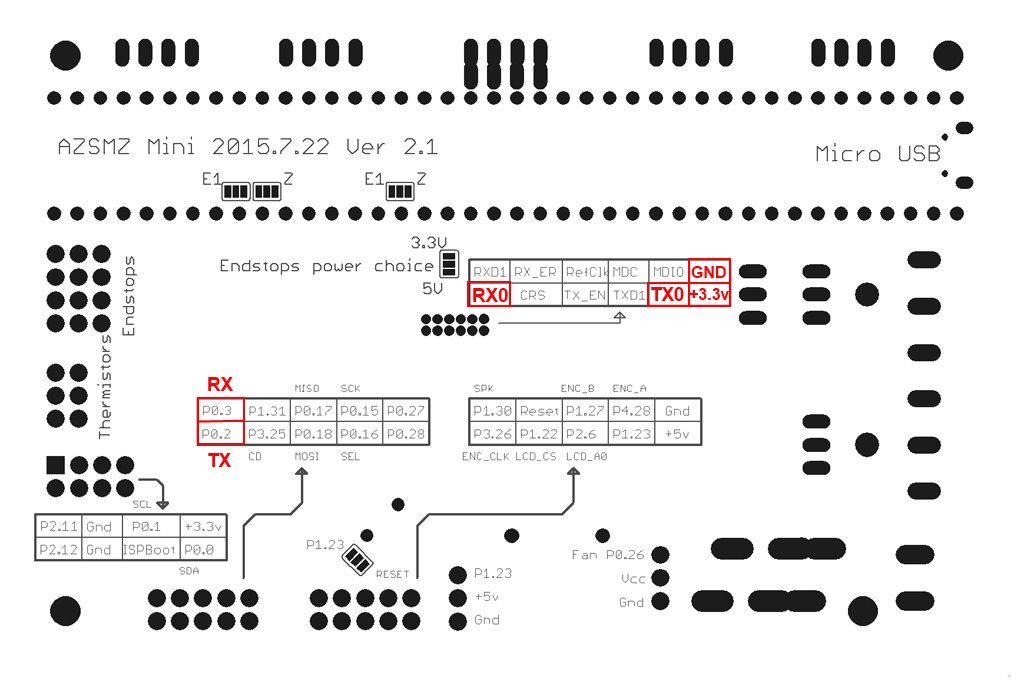 AZSMZ Mini 2015.7.22 Ver 2.1
Micro USB
E1 Z E1 Z
3.3V
Endstops power choice
5V
RXD1 RX_ER RefClk MDC MDIO GND
RX0 CRS TX_EN TXD1 TX0 +3.3v
Endstops
Thermistors
RX
MISO SCK
P0.3 P1.31 P0.17 P0.15 P0.27
P0.2 P3.25 P0.18 P0.16 P0.28
TX CD MOSI SEL
SPK ENC_B ENC_A
P1.30 Reset P1.27 P4.28 Gnd
P3.26 P1.22 P2.6 P1.23 +5v
ENC_CLK LCD_CS LCD_A0
SCL
P2.11 Gnd P0.1 +3.3v
P2.12 Gnd ISPBoot P0.0
SDA
P1.23
RESET
P1.23
+5v
Gnd
Fan P0.26
Vcc
Gnd